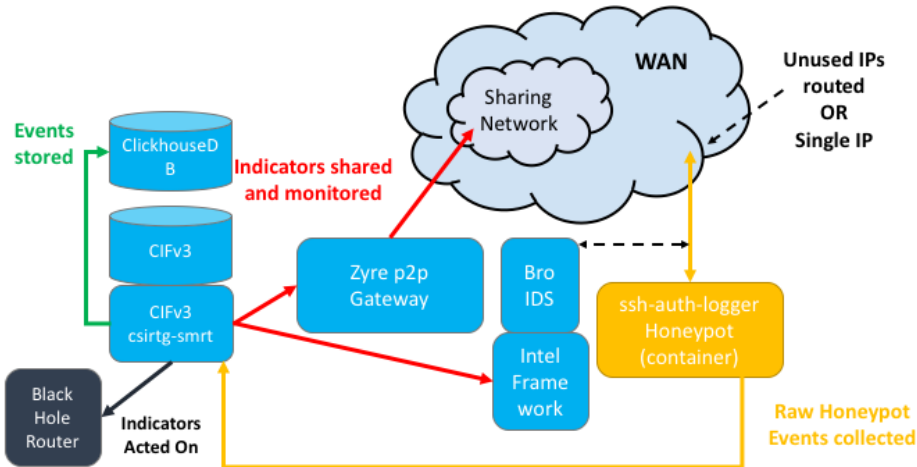 WAN
Sharing
Network
Unused IPs
routed
OR
Single IP
Events
stored
ClickhouseD
B
Indicators shared
and monitored
CIFv3
Zyre p2p
Gateway
Bro
IDS
CIFv3
csirtg-smrt
ssh-auth-logger
Honeypot
(container)
Intel
Frame
work
Black
Hole
Router
Indicators
Acted On
Raw Honeypot
Events collected